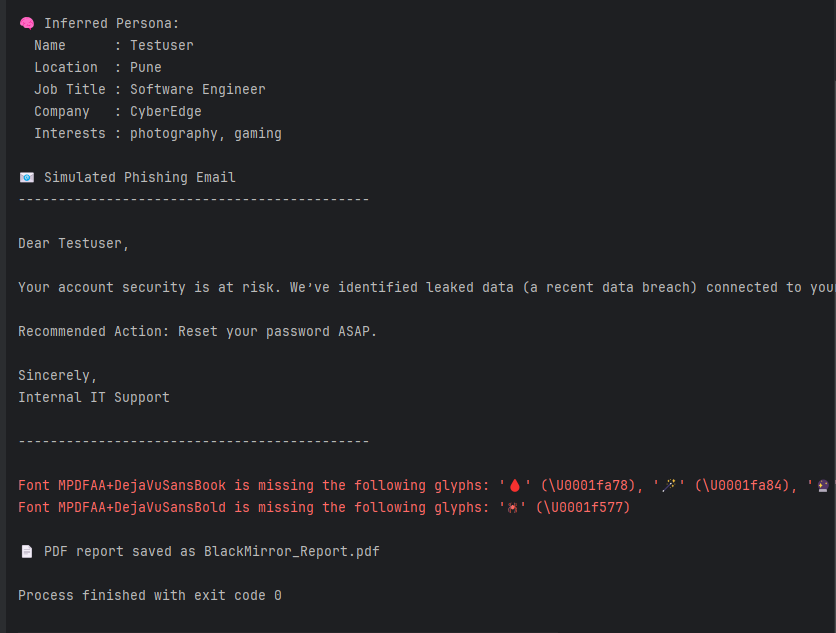 🧠 Inferred Persona:
Name      : Testuser
Location  : Pune
Job Title : Software Engineer
Company   : CyberEdge
Interests : photography, gaming
📧 Simulated Phishing Email
--------------------------------------------
Dear Testuser,
Your account security is at risk. We've identified leaked data (a recent data breach) connected to
Recommended Action: Reset your password ASAP.
Sincerely,
Internal IT Support
--------------------------------------------
Font MPDFAA+DejaVuSansBook is missing the following glyphs: '🩸' (\U0001fa78), '🪄' (\U0001fa84), '🔮'
Font MPDFAA+DejaVuSansBold is missing the following glyphs: '🕷' (\U0001f577)
📄 PDF report saved as BlackMirror_Report.pdf
Process finished with exit code 0